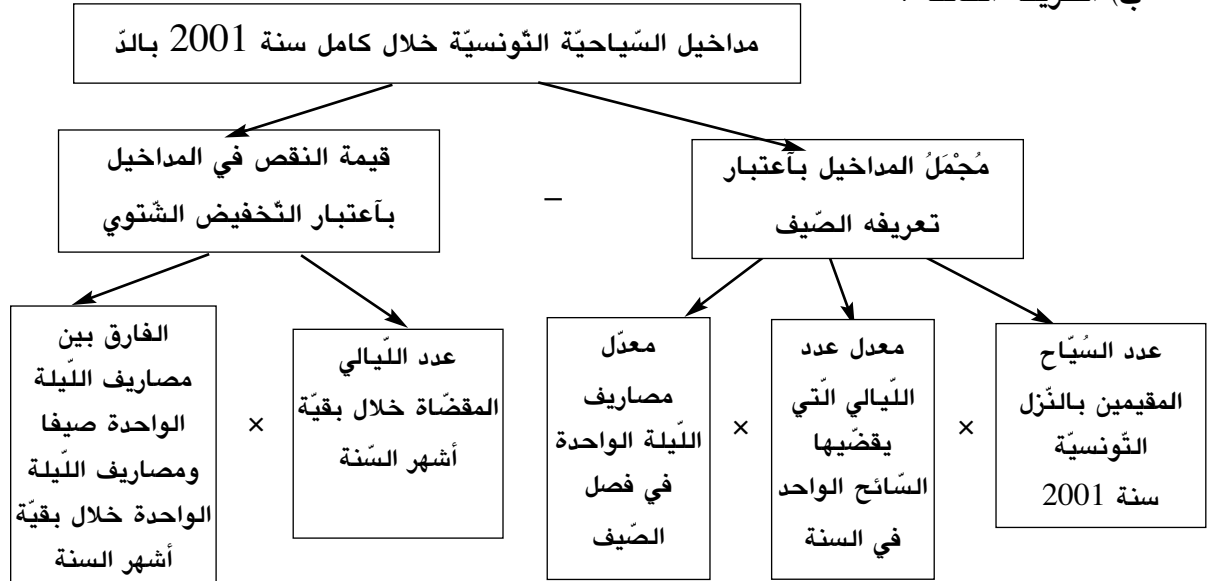 مداخيل السّياحيّة التّونسيّة خلال كامل سنة 2001 بالدّ
مُجْمَلُ المداخيل بآعتبار
تعريفه الصّيف
−
قيمة النقص في المداخيل
بآعتبار التّخفيض الشّتوي
عدد السُيّاح
المقيمين بالنّزل
التّونسيّة
سنة 2001
×
معدل عدد
اللّيالي الّتي
يقضّيها
السّائح الواحد
في السنة
×
معدّل
مصاريف
اللّيلة الواحدة
في فصل
الصّيف
عدد اللّيالي
المقضّاة خلال بقيّة
أشهر السّنة
×
الفارق بين
مصاريف اللّيلة
الواحدة صيفا
ومصاريف اللّيلة
الواحدة خلال بقيّة
أشهر السنة